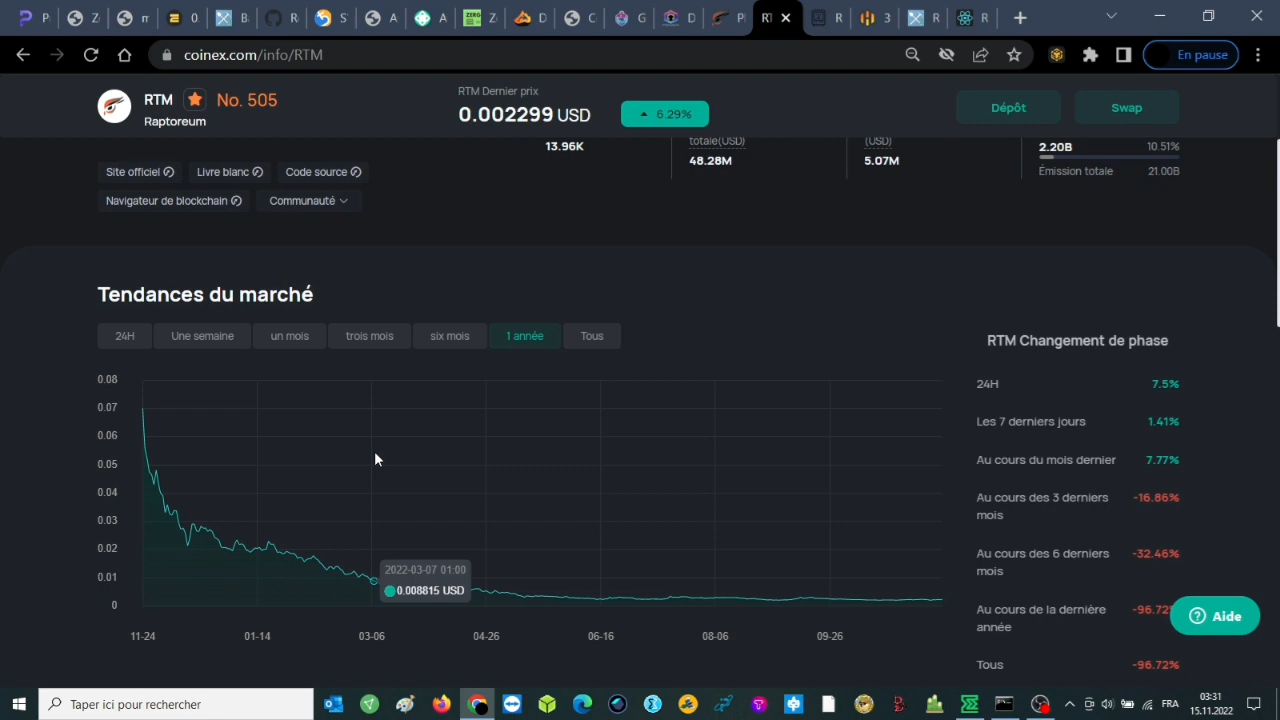 P
Z
m
0
B
R
S
A
A
Z
D
C
G
D
P
RT
R
3
R
R
coinex.com/info/RTM
En pause
RTM No. 505
Raptoreum
RTM Dernier prix
0.002299 USD
6.29%
Dépôt
Swap
13.96K
totale(USD)
48.28M
(USD)
5.07M
2.20B 10.51%
Émission totale 21.00B
Site officiel
Livre blanc
Code source
Navigateur de blockchain
Communauté
Tendances du marché
24H Une semaine un mois trois mois six mois 1 année Tous
0.08
0.07
0.06
0.05
0.04
0.03
0.02
0.01
0
2022-03-07 01:00
0.008815 USD
11-24 01-14 03-06 04-26 06-16 08-06 09-26
RTM Changement de phase
24H 7.5%
Les 7 derniers jours 1.41%
Au cours du mois dernier 7.77%
Au cours des 3 derniers -16.86%
mois
Au cours des 6 derniers -32.46%
mois
Au cours de la dernière
année
Tous -96.72%
Aide
Taper ici pour rechercher
FRA
03:31
15.11.2022